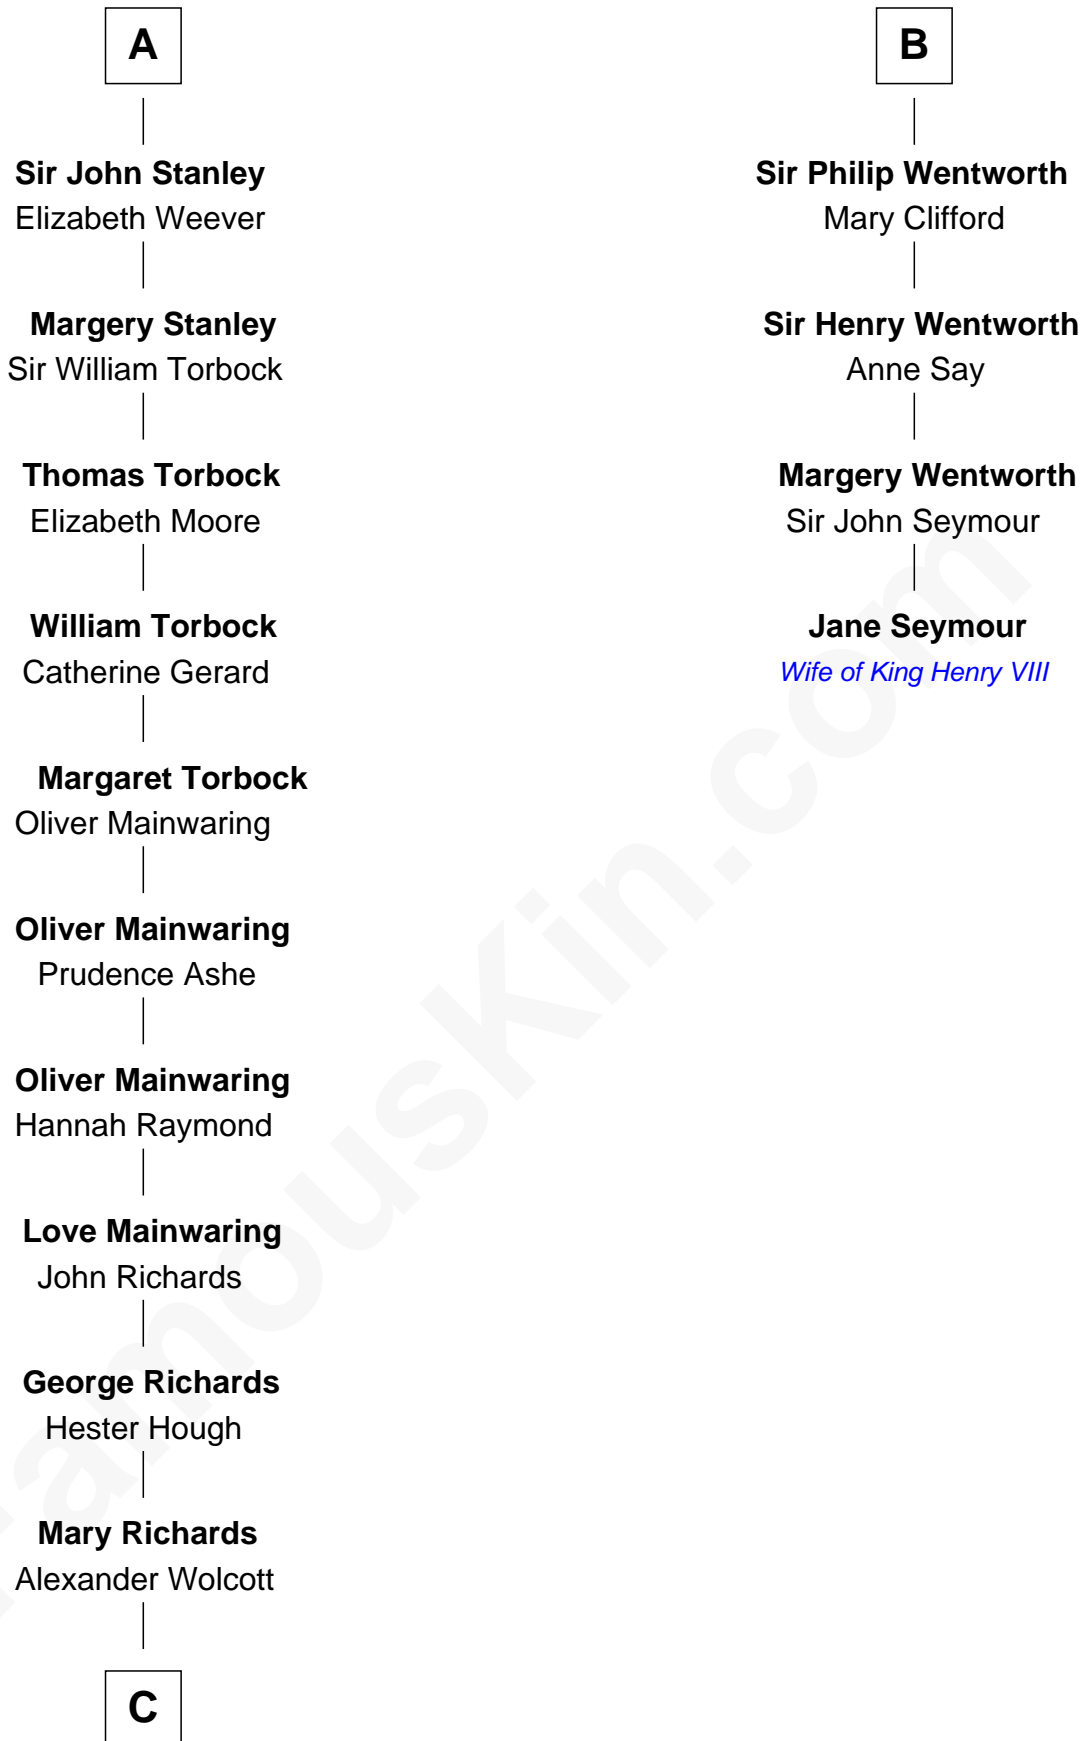 A
Sir John Stanley
Elizabeth Weever
Margery Stanley
Sir William Torbock
Thomas Torbock
Elizabeth Moore
William Torbock
Catherine Gerard
Margaret Torbock
Oliver Mainwaring
Oliver Mainwaring
Prudence Ashe
Oliver Mainwaring
Hannah Raymond
Love Mainwaring
John Richards
George Richards
Hester Hough
Mary Richards
Alexander Wolcott
C
B
Sir Philip Wentworth
Mary Clifford
Sir Henry Wentworth
Anne Say
Margery Wentworth
Sir John Seymour
Jane Seymour
Wife of King Henry VIII
FamousKin.com